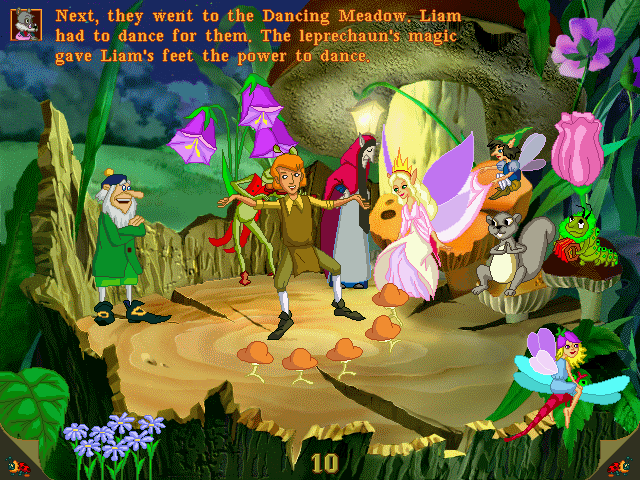 Next, they went to the Dancing Meadow. Liam
had to dance for them. The leprechaun's magic
gave Liam's feet the power to dance.
10